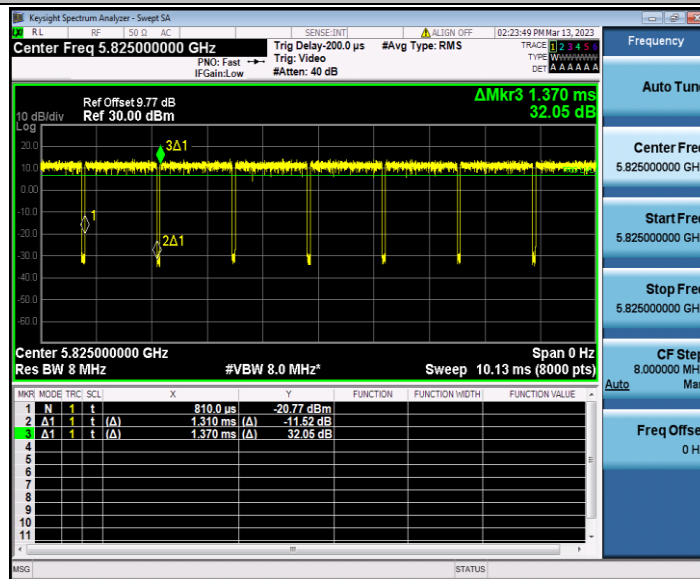 Keysight Spectrum Analyzer - Swept SA
RL RF 50 Ω AC SENSE:INT ALIGN OFF 02:23:49 PM Mar 13, 2023
Center Freq 5.825000000 GHz
PNO: Fast
IFGain:Low
Trig Delay-200.0 µs
Trig: Video
#Atten: 40 dB
#Avg Type: RMS
TRACE 1 2 3 4 5 6
TYPE W
DET A A A A A A
Ref Offset 9.77 dB
10 dB/div Ref 30.00 dBm
Log
ΔMkr3 1.370 ms
32.05 dB
20.0
10.0
0.00
-10.0
-20.0
-30.0
-40.0
-50.0
-60.0
3Δ1
1
2Δ1
Center 5.825000000 GHz Span 0 Hz
Res BW 8 MHz #VBW 8.0 MHz* Sweep 10.13 ms (8000 pts)
MKR MODE TRC SCL X Y FUNCTION FUNCTION WIDTH FUNCTION VALUE
1 N 1 t 810.0 µs -20.77 dBm
2 Δ1 1 t (Δ) 1.310 ms (Δ) -11.52 dB
3 Δ1 1 t (Δ) 1.370 ms (Δ) 32.05 dB
4
5
6
7
8
9
10
11
MSG STATUS
Frequency
Auto Tun
Center Fre
5.825000000 GH
Start Fre
5.825000000 GH
Stop Fre
5.825000000 GH
CF Ste
8.000000 MH
Auto Ma
Freq Offse
0 H